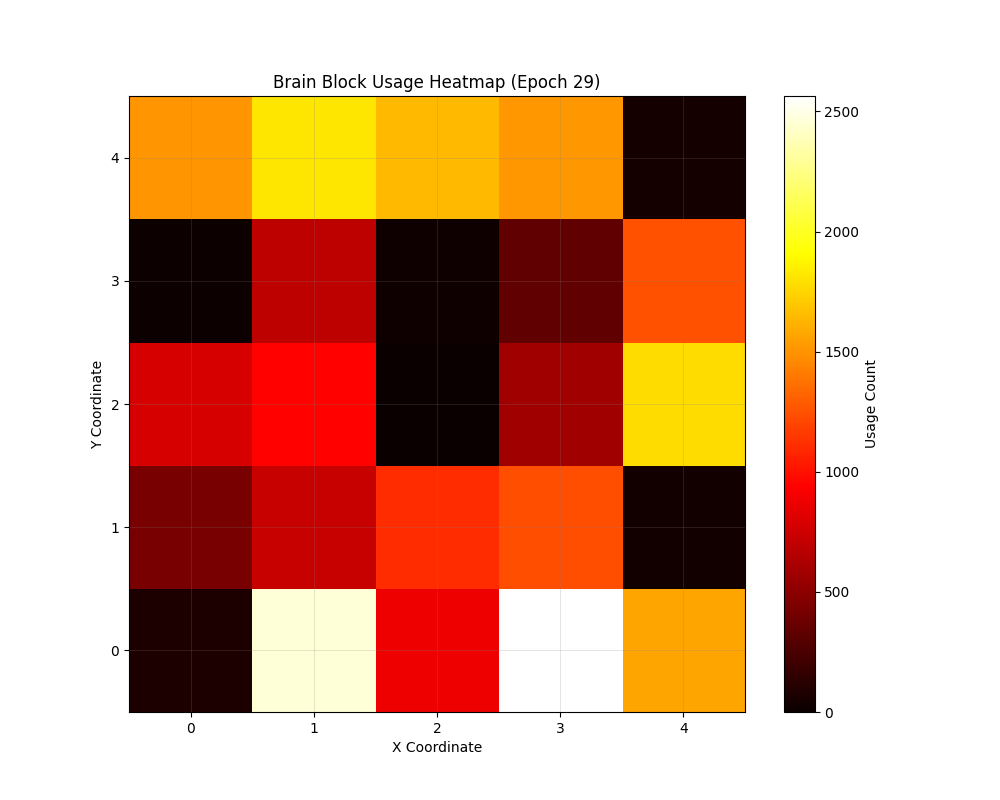 Brain Block Usage Heatmap (Epoch 29)
4
3
2
1
0
Y Coordinate
0 1 2 3 4
X Coordinate
2500
2000
1500
1000
500
0
Usage Count